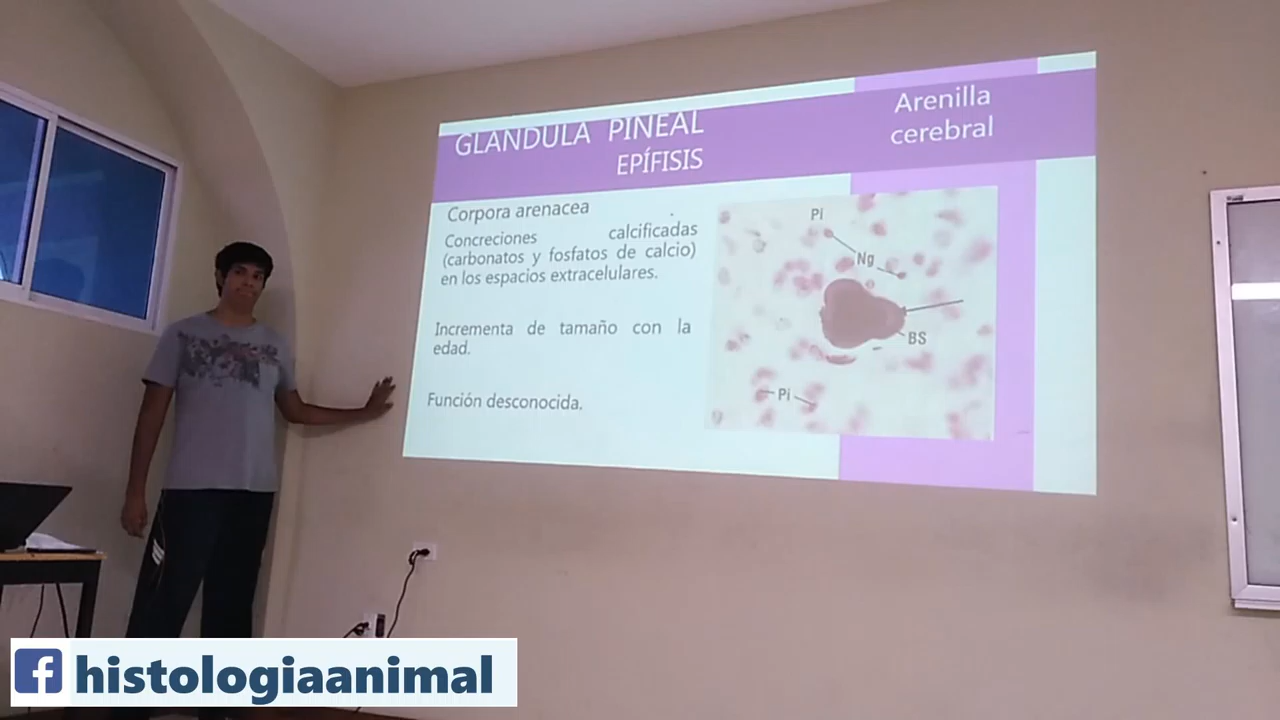 GLANDULA PINEAL
EPÍFISIS
Arenilla
cerebral
Corpora arenacea
Concreciones calcificadas
(carbonatos y fosfatos de calcio)
en los espacios extracelulares.
Incrementa de tamaño con la
edad.
Función desconocida.
Pi
Ng
BS
Pi
histologiaanimal